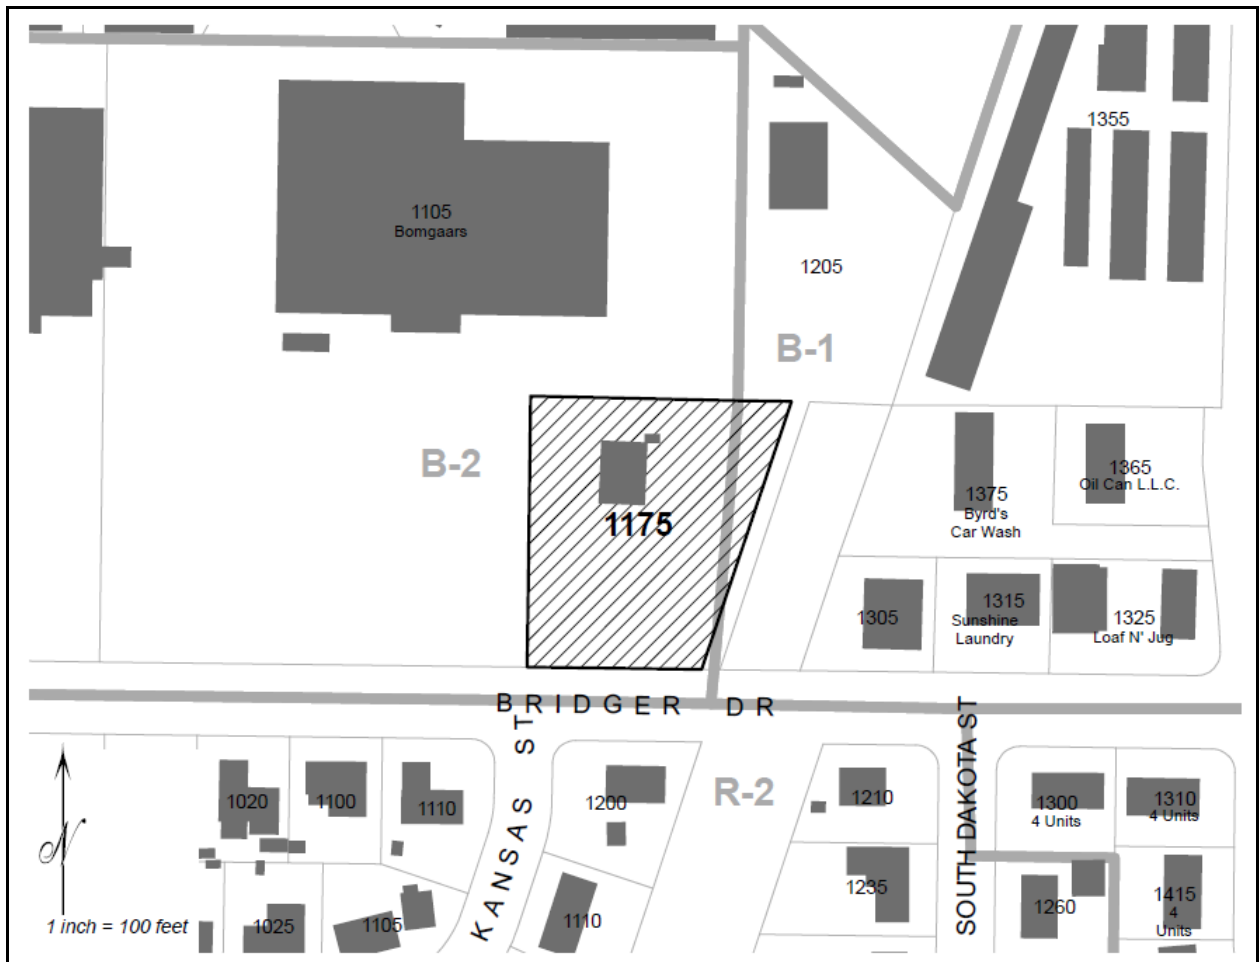 1355
1105
Bomgaars
1205
B-1
B-2
1175
1365
Oil Can L.L.C.
1375
Byrd's
Car Wash
1305
1315
Sunshine
Laundry
1325
Loaf N' Jug
BRIDGER DR
KANSAS ST
SOUTH DAKOTA ST
R-2
1020
1100
1110
1200
1210
1300
4 Units
1310
4 Units
1235
1260
1415
4
Units
1025
1105
1110
N
1 inch = 100 feet